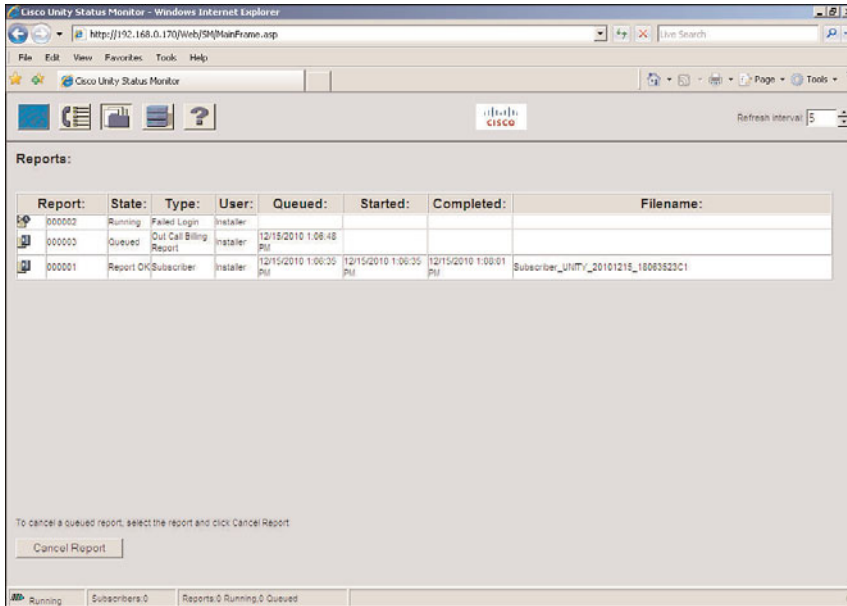 Cisco Unity Status Monitor - Windows Internet Explorer
http://192.168.0.170/Web/SM/MainFrame.asp
Live Search
File Edit View Favorites Tools Help
Cisco Unity Status Monitor
Page Tools
CISCO
Refresh interval: 5
Reports:
Report: State: Type: User: Queued: Started: Completed: Filename:
000002 Running Failed Login Installer
000003 Queued Out Call Billing Report Installer 12/15/2010 1:06:48 PM
000001 Report OK Subscriber Installer 12/15/2010 1:06:35 PM 12/15/2010 1:06:35 PM 12/15/2010 1:08:01 PM Subscriber_UNITY_20101215_18063523C1
To cancel a queued report, select the report and click Cancel Report
Cancel Report
Running Subscribers:0 Reports:0 Running,0 Queued